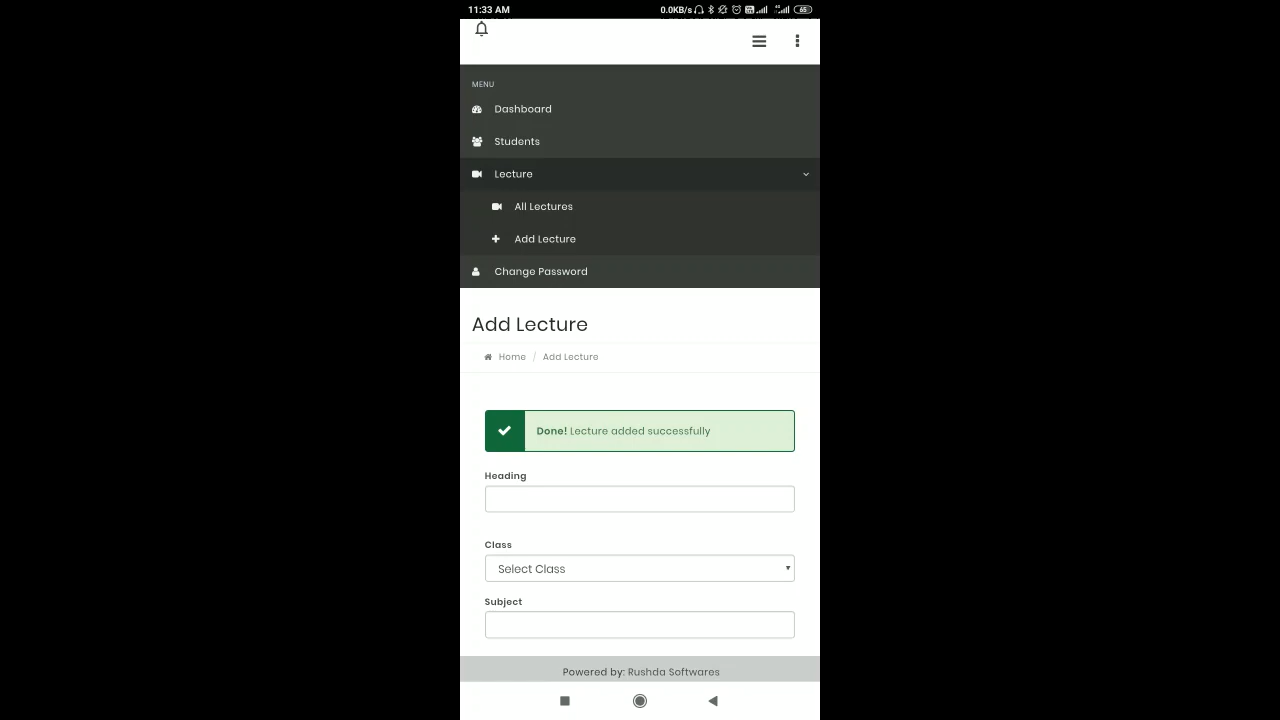 11:33 AM
0.0KB/s
65
MENU
Dashboard
Students
Lecture
All Lectures
Add Lecture
Change Password
Add Lecture
Home / Add Lecture
Done! Lecture added successfully
Heading
Class
Select Class
Subject
Powered by: Rushda Softwares